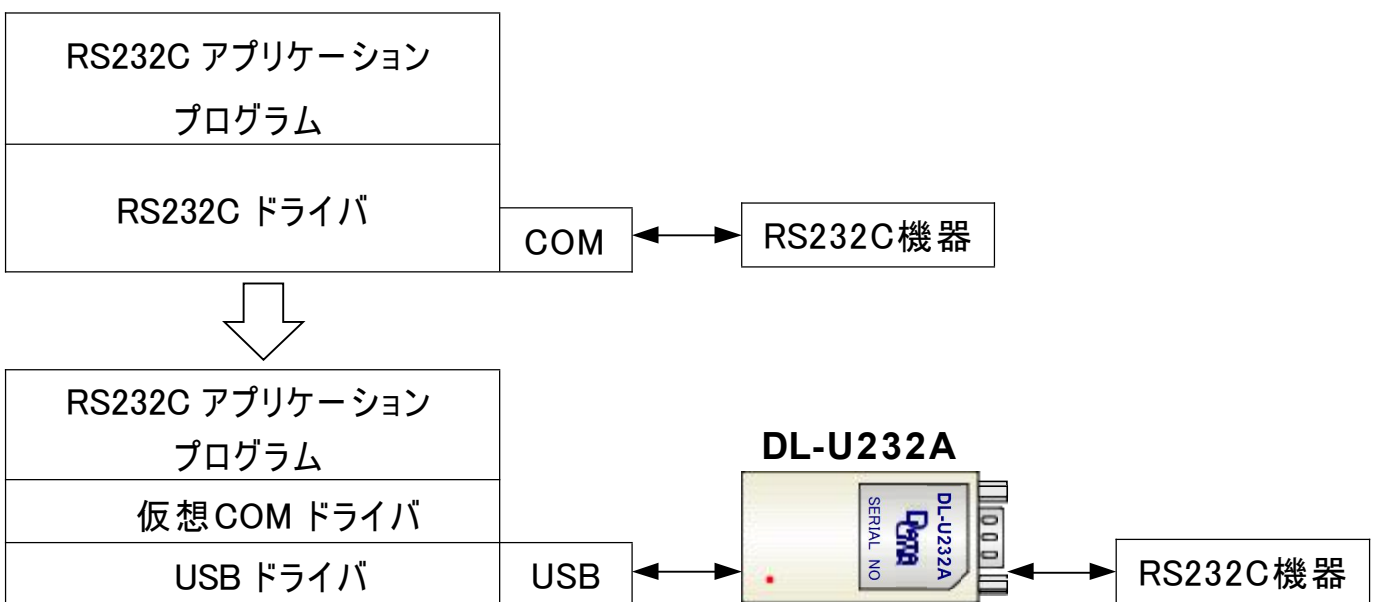 RS232C アプリケーション
プログラム
RS232C ドライバ
COM
RS232C機器
RS232C アプリケーション
プログラム
仮想COM ドライバ
USB ドライバ
USB
DL-U232A
DL-U232A
DATA
SERIAL NO
RS232C機器